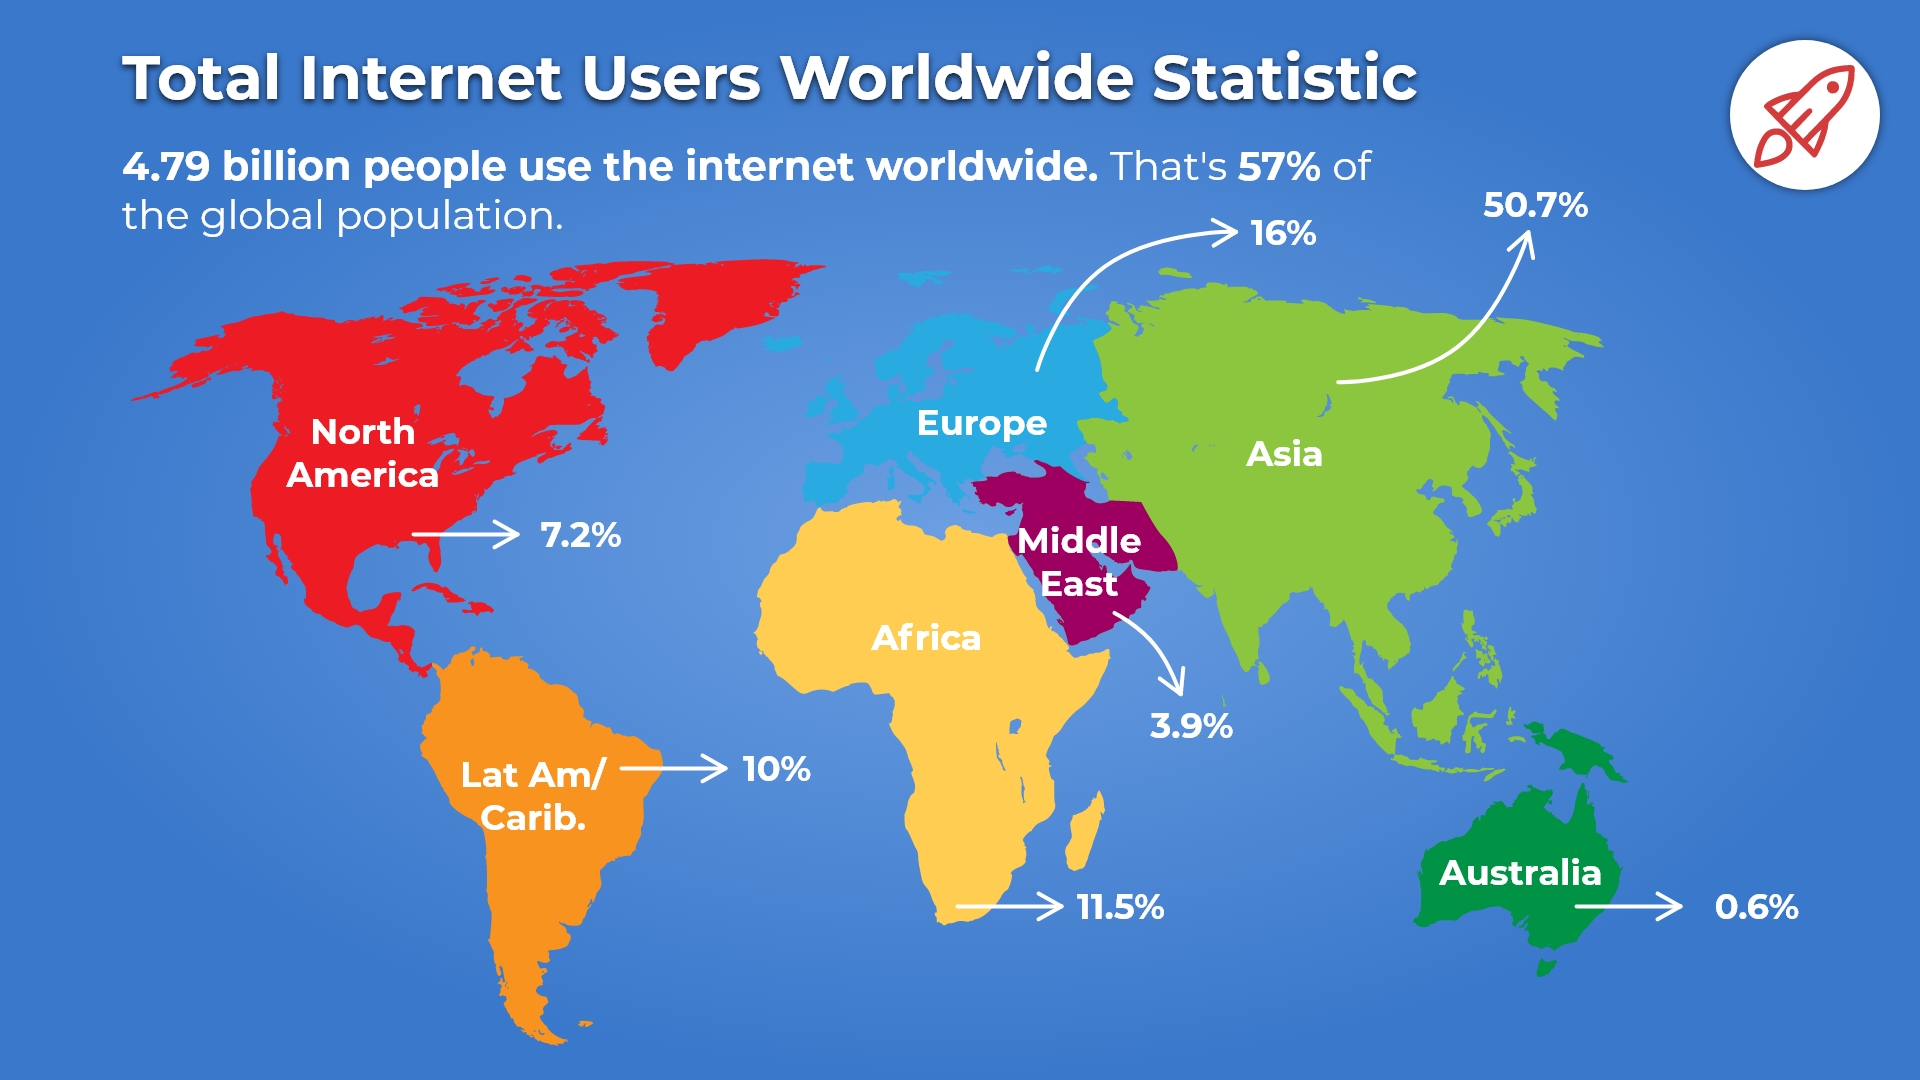 Total Internet Users Worldwide Statistic
4.79 billion people use the internet worldwide. That's 57% of
the global population.
50.7%
16%
North
America
Europe
Asia
7.2%
Middle
East
Africa
3.9%
Lat Am/
Carib.
10%
Australia
11.5%
0.6%